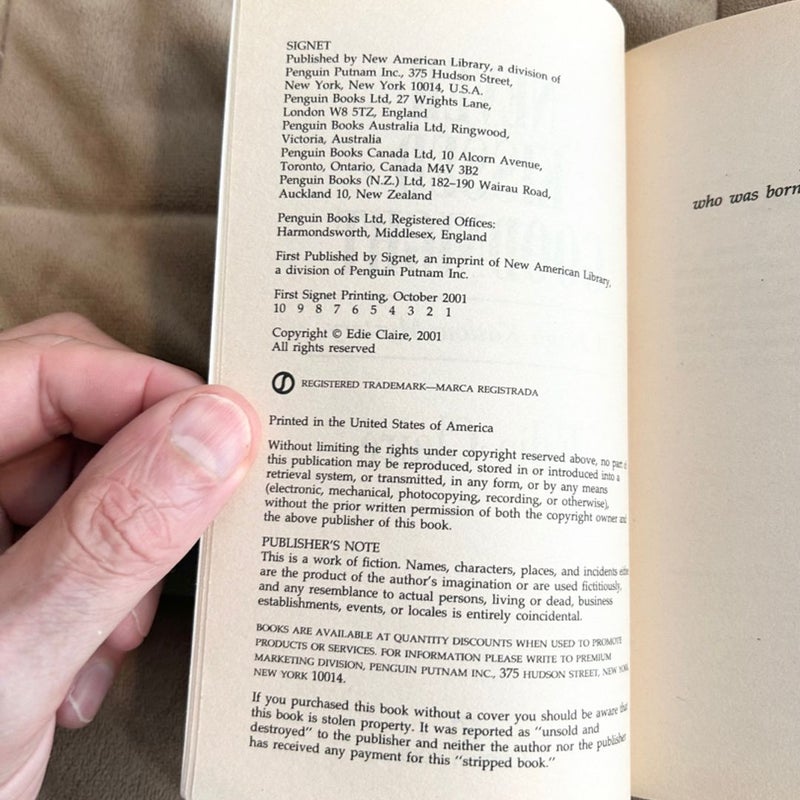 SIGNET
Published by New American Library, a division of
Penguin Putnam Inc., 375 Hudson Street,
New York, New York 10014, U.S.A.
Penguin Books Ltd, 27 Wrights Lane,
London W8 5TZ, England
Penguin Books Australia Ltd, Ringwood,
Victoria, Australia
Penguin Books Canada Ltd, 10 Alcorn Avenue,
Toronto, Ontario, Canada M4V 3B2
Penguin Books (N.Z.) Ltd, 182–190 Wairau Road,
Auckland 10, New Zealand
Penguin Books Ltd, Registered Offices:
Harmondsworth, Middlesex, England
First Published by Signet, an imprint of New American Library,
a division of Penguin Putnam Inc.
First Signet Printing, October 2001
10 9 8 7 6 5 4 3 2 1
Copyright © Edie Claire, 2001
All rights reserved
REGISTERED TRADEMARK—MARCA REGISTRADA
Printed in the United States of America
Without limiting the rights under copyright reserved above, no part of
this publication may be reproduced, stored in or introduced into a
retrieval system, or transmitted, in any form, or by any means
(electronic, mechanical, photocopying, recording, or otherwise),
without the prior written permission of both the copyright owner and
the above publisher of this book.
PUBLISHER'S NOTE
This is a work of fiction. Names, characters, places, and incidents either
are the product of the author's imagination or are used fictitiously,
and any resemblance to actual persons, living or dead, business
establishments, events, or locales is entirely coincidental.
BOOKS ARE AVAILABLE AT QUANTITY DISCOUNTS WHEN USED TO PROMOTE
PRODUCTS OR SERVICES. FOR INFORMATION PLEASE WRITE TO PREMIUM
MARKETING DIVISION, PENGUIN PUTNAM INC., 375 HUDSON STREET, NEW YORK,
NEW YORK 10014.
If you purchased this book without a cover you should be aware that
this book is stolen property. It was reported as "unsold and
destroyed" to the publisher and neither the author nor the publisher
has received any payment for this "stripped book."
who was born